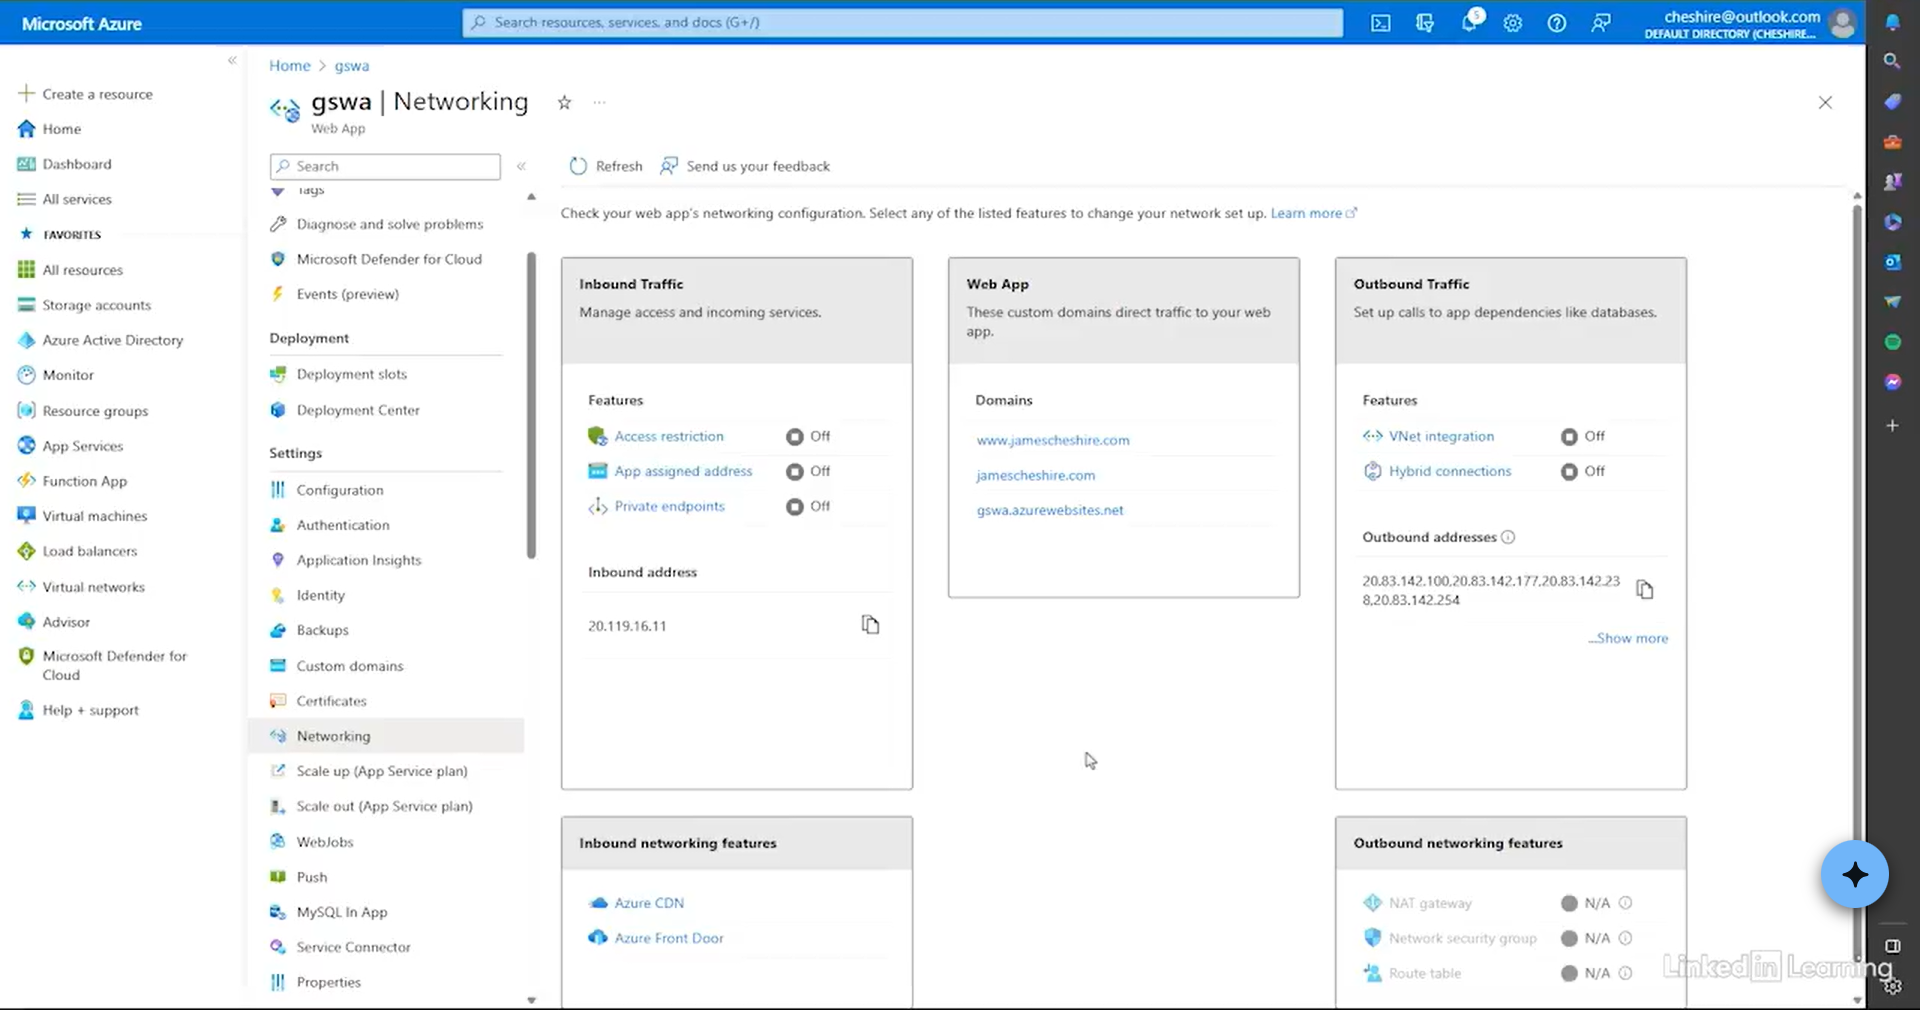 Microsoft Azure
Search resources, services, and docs (G+/)
5
cheshire@outlook.com
DEFAULT DIRECTORY (CHESHIRE...
Create a resource
Home
Dashboard
All services
FAVORITES
All resources
Storage accounts
Azure Active Directory
Monitor
Resource groups
App Services
Function App
Virtual machines
Load balancers
Virtual networks
Advisor
Microsoft Defender for
Cloud
Help + support
Home > gswa
gswa | Networking
Web App
Search
Tags
Diagnose and solve problems
Microsoft Defender for Cloud
Events (preview)
Deployment
Deployment slots
Deployment Center
Settings
Configuration
Authentication
Application Insights
Identity
Backups
Custom domains
Certificates
Networking
Scale up (App Service plan)
Scale out (App Service plan)
WebJobs
Push
MySQL In App
Service Connector
Properties
Refresh
Send us your feedback
Check your web app's networking configuration. Select any of the listed features to change your network set up. Learn more
Inbound Traffic
Manage access and incoming services.
Features
Access restriction Off
App assigned address Off
Private endpoints Off
Inbound address
20.119.16.11
Web App
These custom domains direct traffic to your web
app.
Domains
www.jamescheshire.com
jamescheshire.com
gswa.azurewebsites.net
Outbound Traffic
Set up calls to app dependencies like databases.
Features
VNet integration Off
Hybrid connections Off
Outbound addresses
20.83.142.100,20.83.142.177,20.83.142.23
8,20.83.142.254
...Show more
Inbound networking features
Azure CDN
Azure Front Door
Outbound networking features
NAT gateway N/A
Network security group N/A
Route table N/A
Linked in Learning